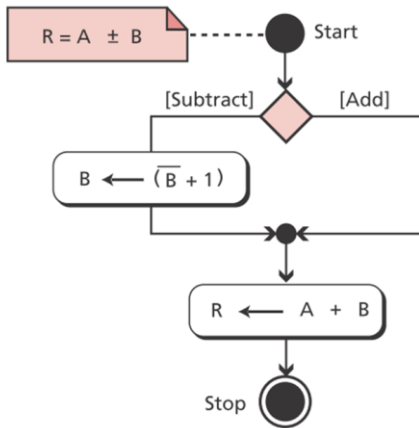 R = A ± B
Start
[Subtract]
[Add]
B ← (B̅ + 1)
R ← A + B
Stop